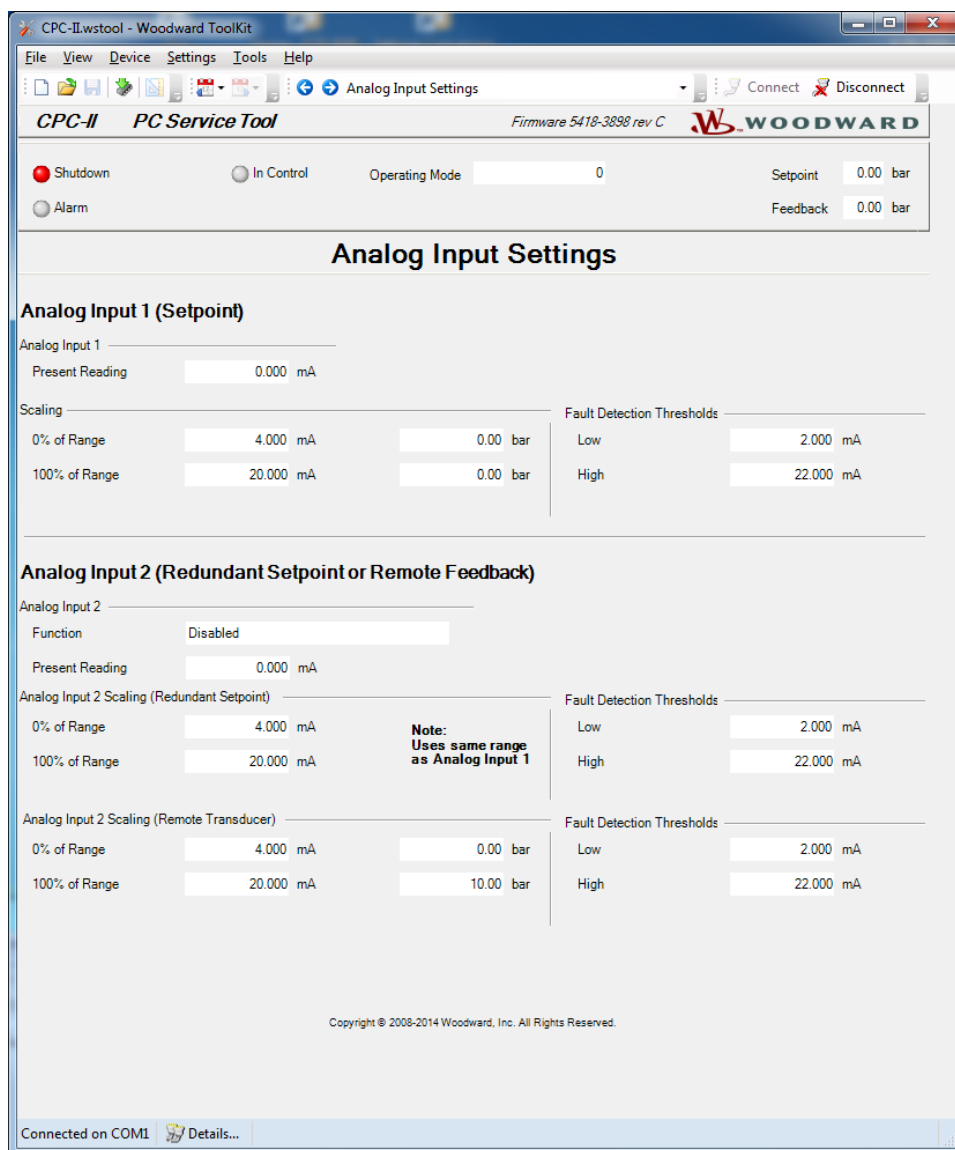 CPC-II.wstool - Woodward ToolKit
File View Device Settings Tools Help
Analog Input Settings Connect Disconnect
CPC-II PC Service Tool Firmware 5418-3898 rev C WOODWARD
Shutdown In Control Operating Mode 0 Setpoint 0.00 bar
Alarm Feedback 0.00 bar
Analog Input Settings
Analog Input 1 (Setpoint)
Analog Input 1
Present Reading 0.000 mA
Scaling Fault Detection Thresholds
0% of Range 4.000 mA 0.00 bar Low 2.000 mA
100% of Range 20.000 mA 0.00 bar High 22.000 mA
Analog Input 2 (Redundant Setpoint or Remote Feedback)
Analog Input 2
Function Disabled
Present Reading 0.000 mA
Analog Input 2 Scaling (Redundant Setpoint) Fault Detection Thresholds
0% of Range 4.000 mA Note: Low 2.000 mA
Uses same range
100% of Range 20.000 mA as Analog Input 1 High 22.000 mA
Analog Input 2 Scaling (Remote Transducer) Fault Detection Thresholds
0% of Range 4.000 mA 0.00 bar Low 2.000 mA
100% of Range 20.000 mA 10.00 bar High 22.000 mA
Copyright © 2008-2014 Woodward, Inc. All Rights Reserved.
Connected on COM1 Details...